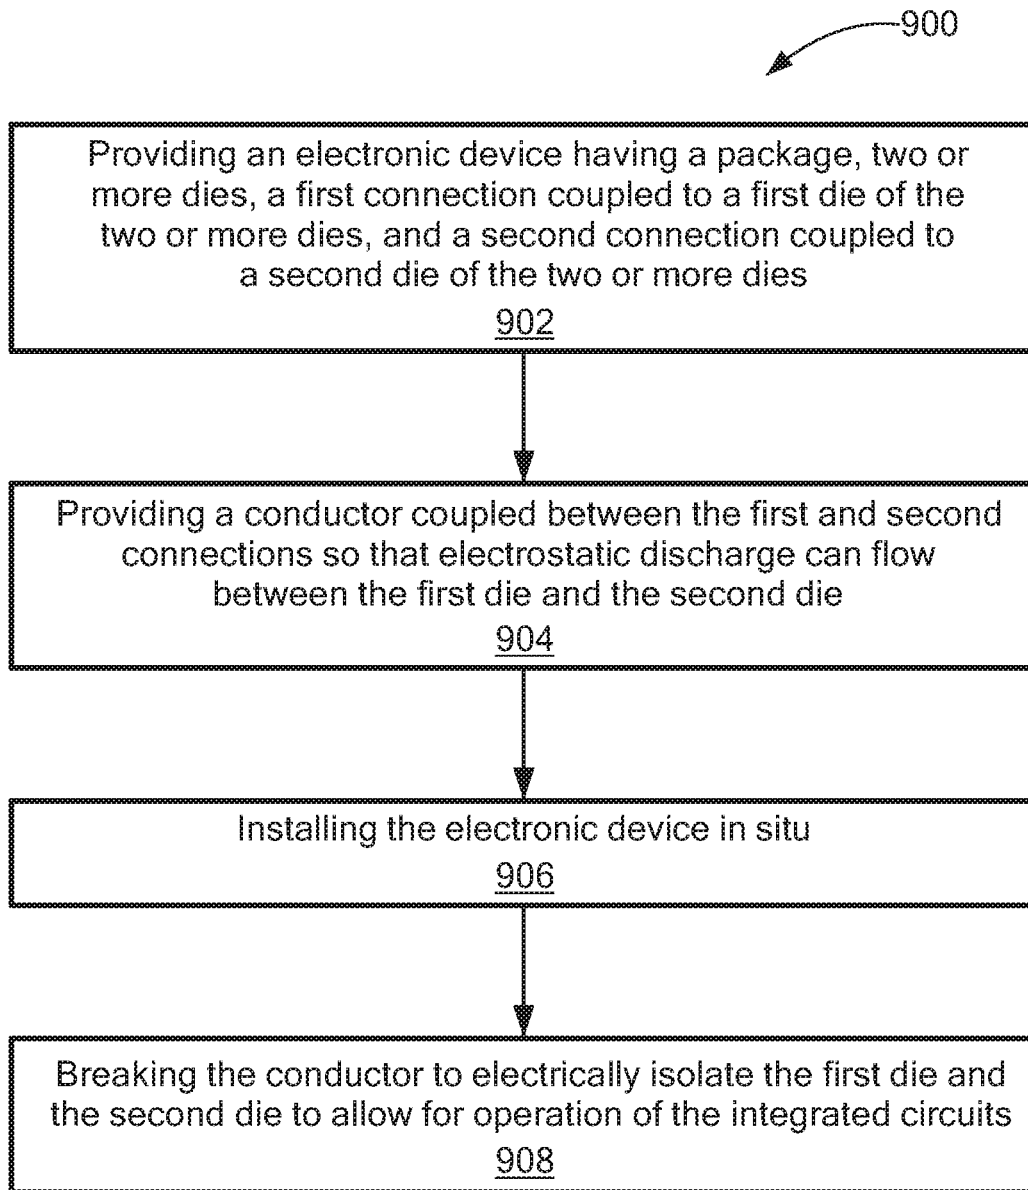 900
Providing an electronic device having a package, two or
more dies, a first connection coupled to a first die of the
two or more dies, and a second connection coupled to
a second die of the two or more dies
902
Providing a conductor coupled between the first and second
connections so that electrostatic discharge can flow
between the first die and the second die
904
Installing the electronic device in situ
906
Breaking the conductor to electrically isolate the first die and
the second die to allow for operation of the integrated circuits
908